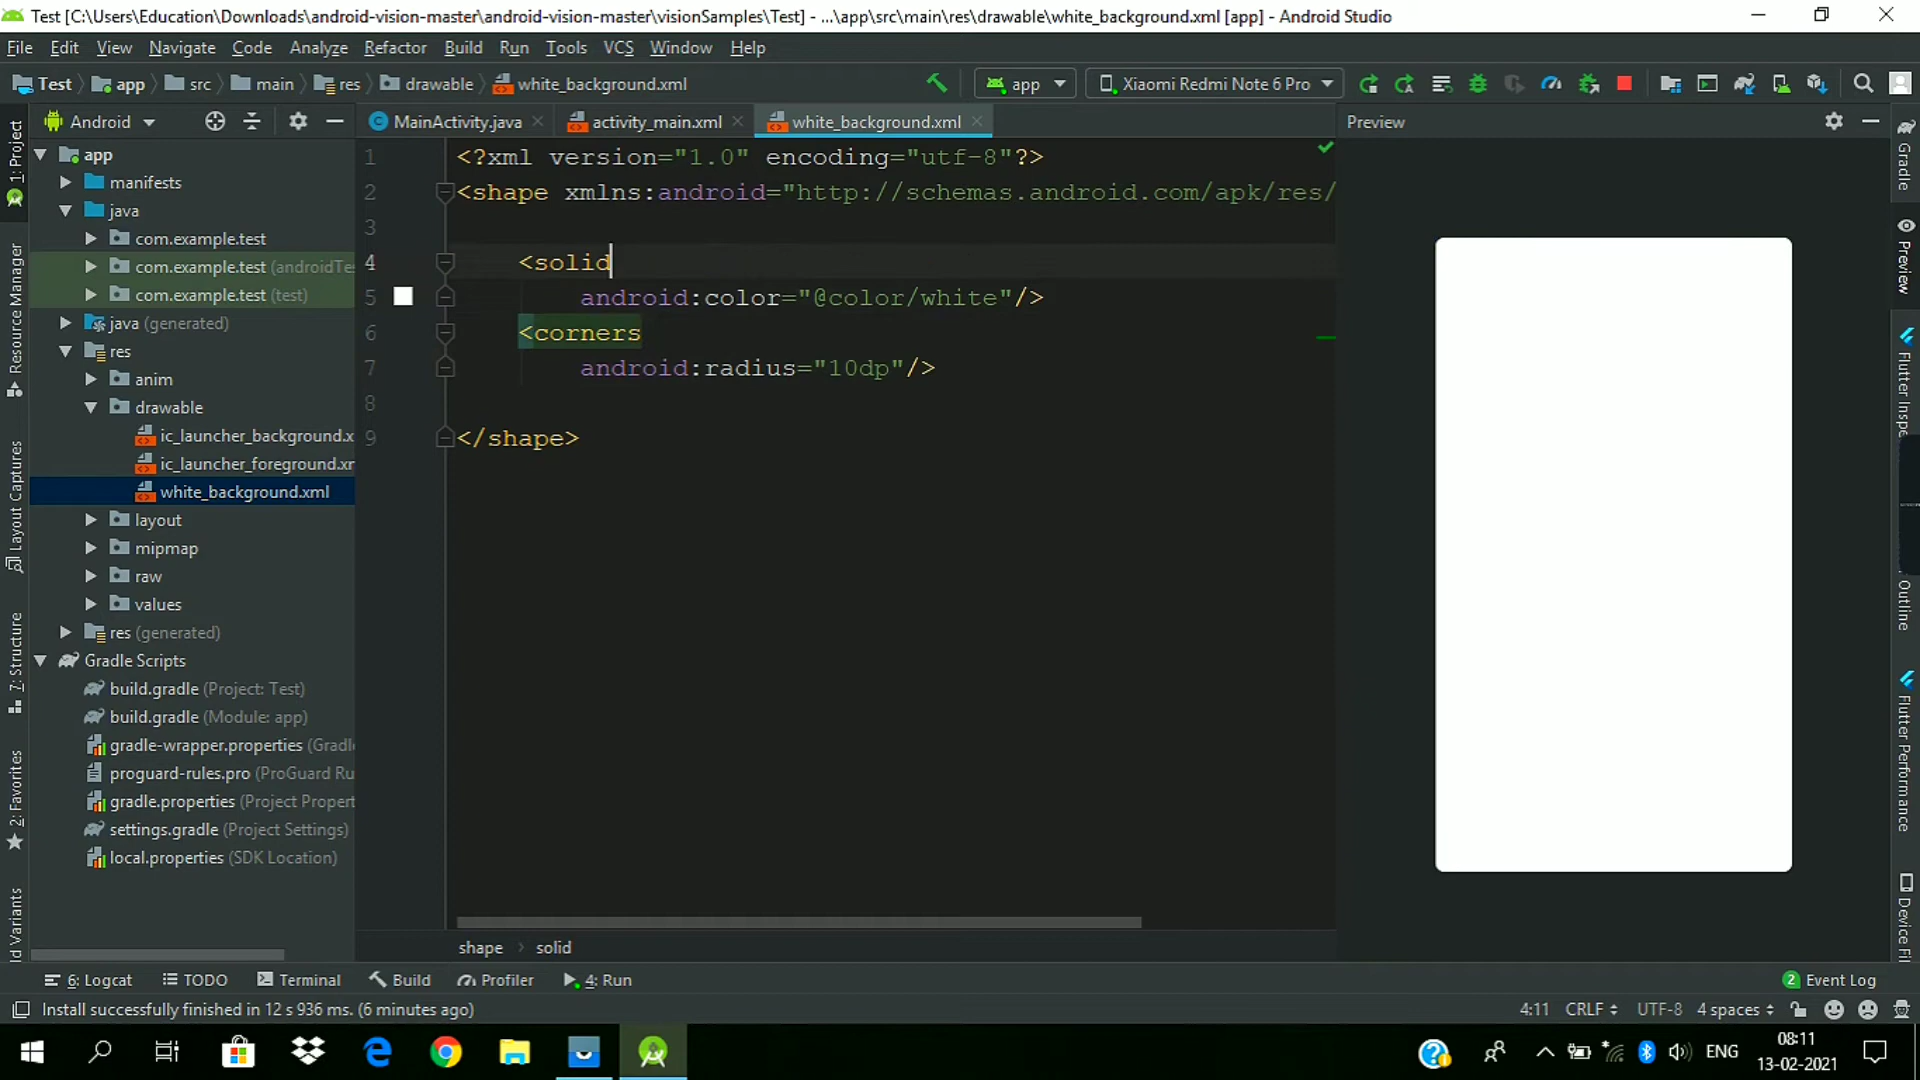 Test [C:\Users\Education\Downloads\android-vision-master\android-vision-master\visionSamples\Test] - ...\app\src\main\res\drawable\white_background.xml [app] - Android Studio
File Edit View Navigate Code Analyze Refactor Build Run Tools VCS Window Help
Test app src main res drawable white_background.xml app Xiaomi Redmi Note 6 Pro
Android MainActivity.java activity_main.xml white_background.xml Preview
app
manifests
java
com.example.test
com.example.test (androidTe
com.example.test (test)
java (generated)
res
anim
drawable
ic_launcher_background.x
ic_launcher_foreground.xr
white_background.xml
layout
mipmap
raw
values
res (generated)
Gradle Scripts
build.gradle (Project: Test)
build.gradle (Module: app)
gradle-wrapper.properties (Gradl
proguard-rules.pro (ProGuard Ru
gradle.properties (Project Propert
settings.gradle (Project Settings)
local.properties (SDK Location)
1 <?xml version="1.0" encoding="utf-8"?>
2 <shape xmlns:android="http://schemas.android.com/apk/res/
3
4 <solid
5 android:color="@color/white"/>
6 <corners
7 android:radius="10dp"/>
8
9 </shape>
shape › solid
1: Project
Resource Manager
Layout Captures
7: Structure
2: Favorites
ld Variants
Gradle
Preview
Flutter Inspe
Outline
Flutter Performance
Device Fi
6: Logcat TODO Terminal Build Profiler 4: Run 2 Event Log
Install successfully finished in 12 s 936 ms. (6 minutes ago) 4:11 CRLF UTF-8 4 spaces
ENG 08:11
13-02-2021